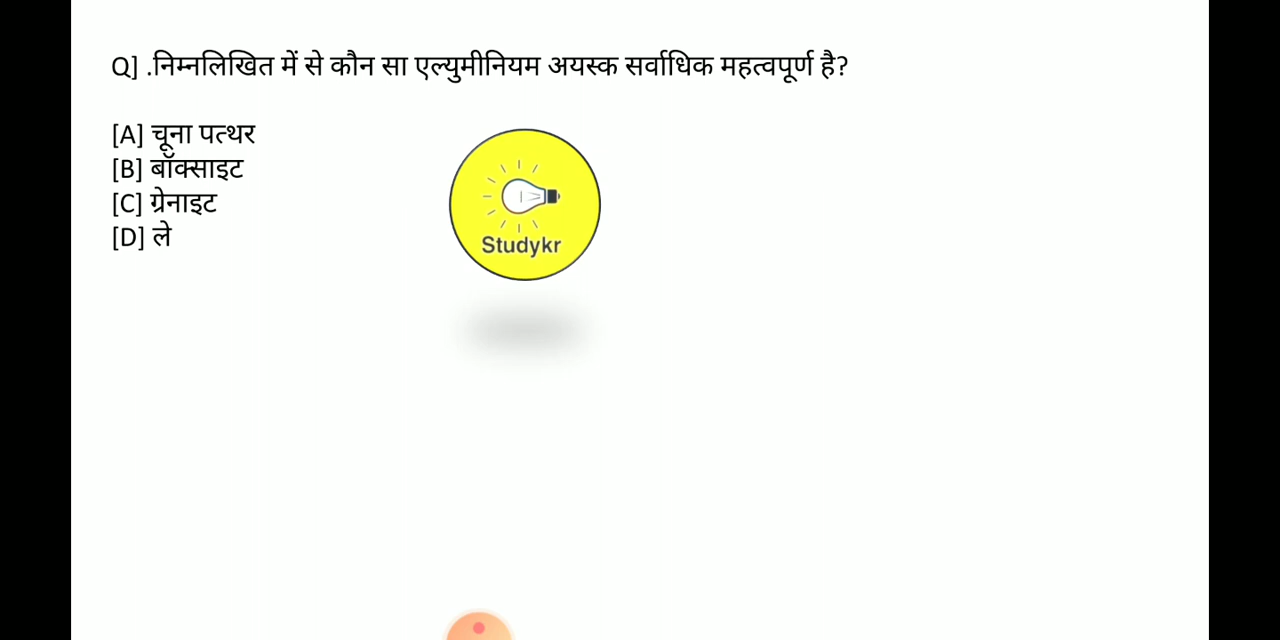 Q] .निम्नलिखित में से कौन सा एल्युमीनियम अयस्क सर्वाधिक महत्वपूर्ण है?
[A] चूना पत्थर
[B] बॉक्साइट
[C] ग्रेनाइट
[D] ले
Studykr